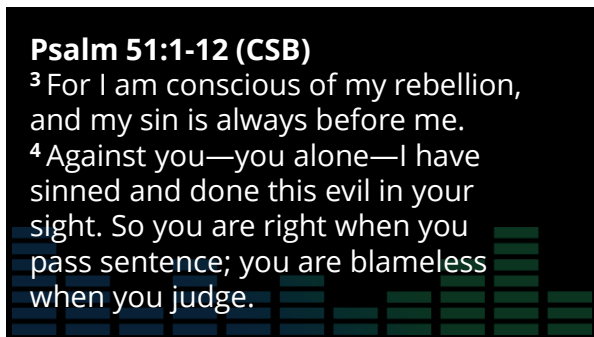 Psalm 51:1-12 (CSB)
³ For I am conscious of my rebellion,
and my sin is always before me.
⁴ Against you—you alone—I have
sinned and done this evil in your
sight. So you are right when you
pass sentence; you are blameless
when you judge.